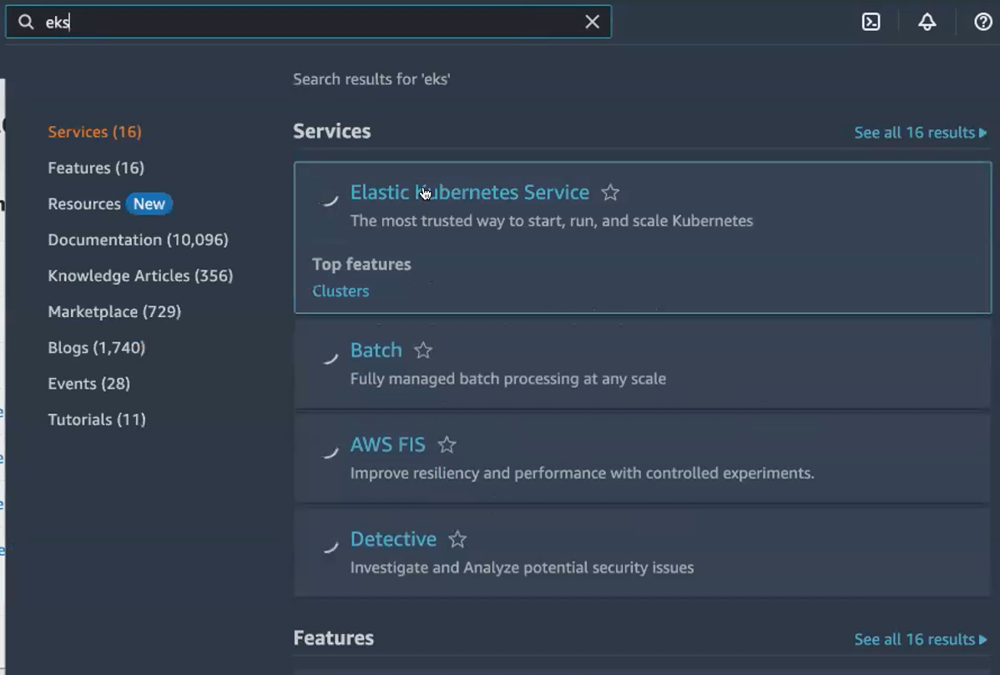 eks
Search results for 'eks'
Services (16)
Features (16)
Resources New
Documentation (10,096)
Knowledge Articles (356)
Marketplace (729)
Blogs (1,740)
Events (28)
Tutorials (11)
Services
See all 16 results
Elastic Kubernetes Service
The most trusted way to start, run, and scale Kubernetes
Top features
Clusters
Batch
Fully managed batch processing at any scale
AWS FIS
Improve resiliency and performance with controlled experiments.
Detective
Investigate and Analyze potential security issues
Features
See all 16 results